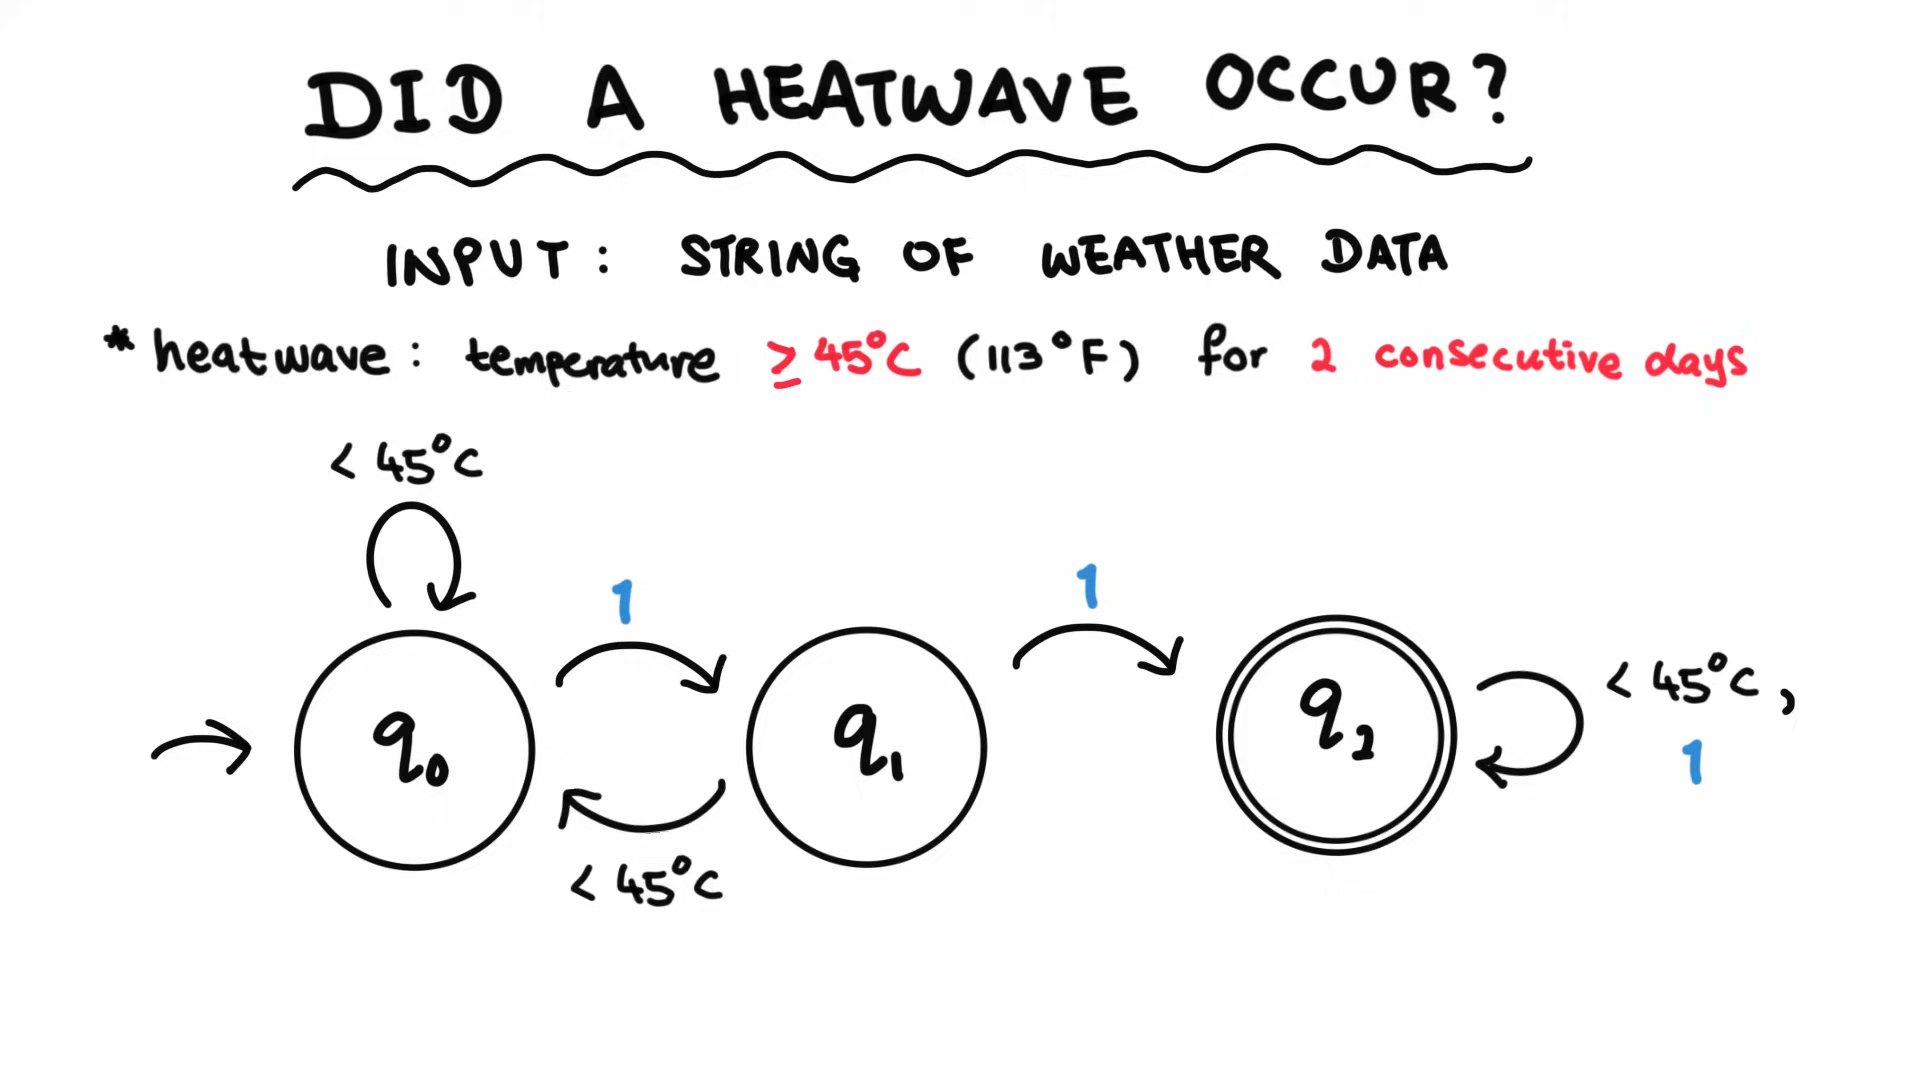 DID A HEATWAVE OCCUR?
INPUT: STRING OF WEATHER DATA
* heatwave: temperature ≥ 45°C (113°F) for 2 consecutive days
< 45°C
1
1
q₀
q₁
q₂
< 45°C,
1
< 45°C